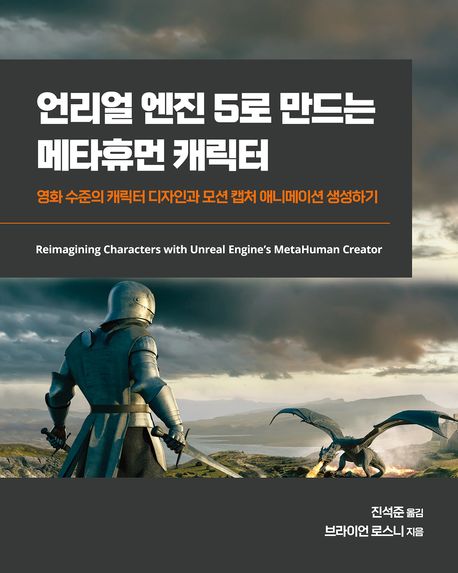 언리얼 엔진 5로 만드는
메타휴먼 캐릭터
영화 수준의 캐릭터 디자인과 모션 캡처 애니메이션 생성하기
Reimagining Characters with Unreal Engine's MetaHuman Creator
진석준 옮김
브라이언 로스니 지음